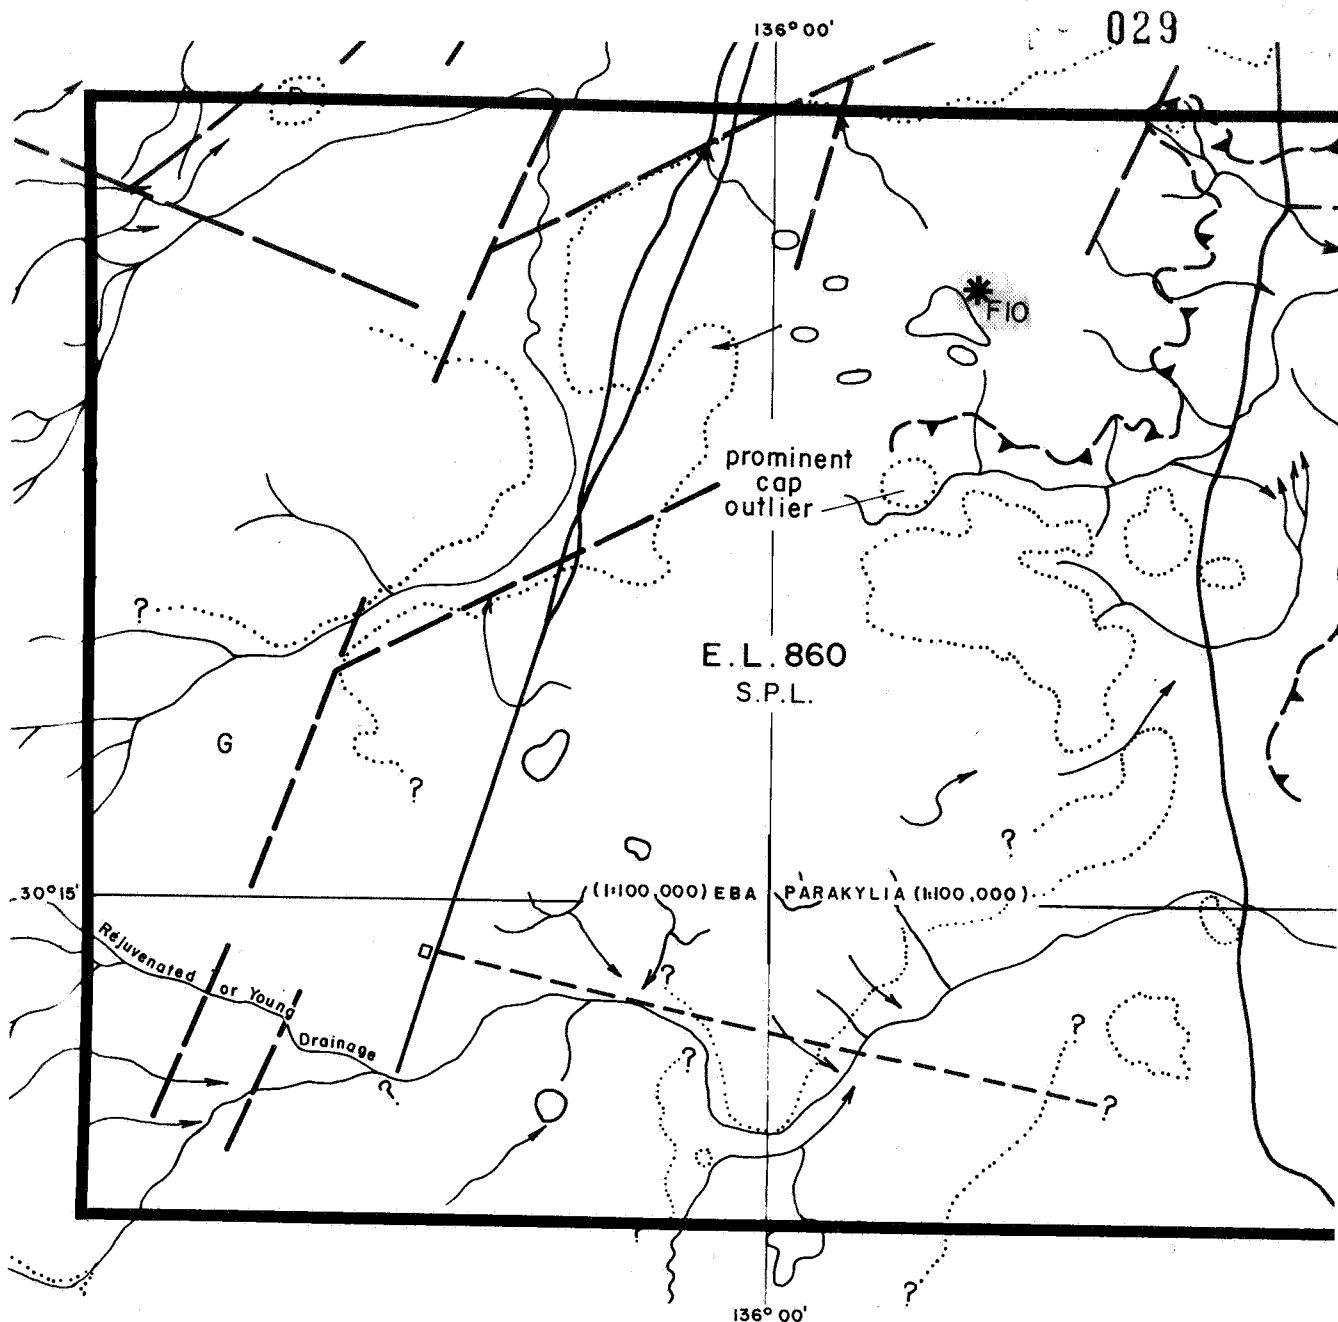 136° 00'
029
F10
prominent
cap
outlier
?
E.L. 860
S.P.L.
G
?
?
30° 15'
(1:100,000) EBA
PARAKYLIA (1:100,000)
Rejuvenated or Young Drainage
?
?
?
?
?
?
136° 00'